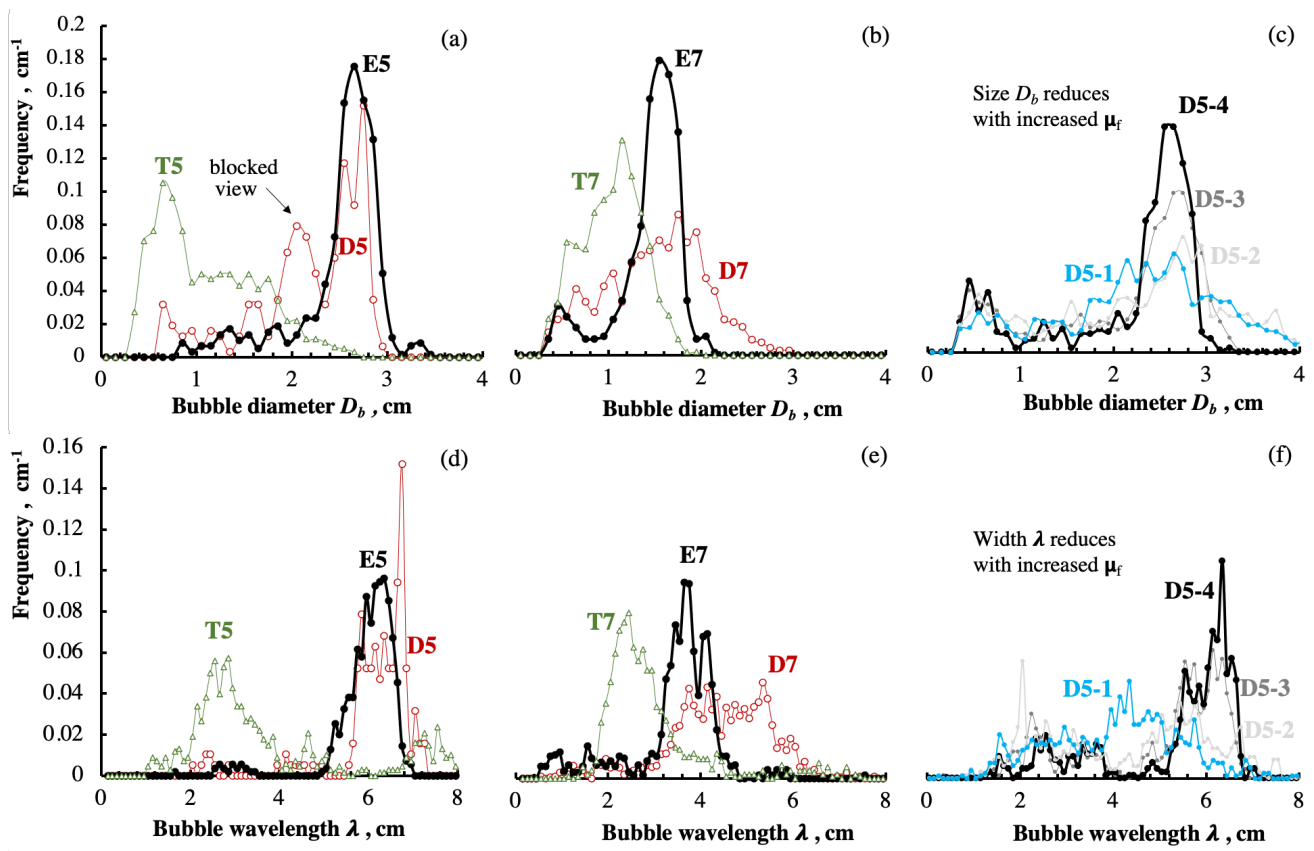 (a)
(b)
(c)
Frequency , cm-1
0.2
0.18
0.16
0.14
0.12
0.1
0.08
0.06
0.04
0.02
0
E5
T5
blocked
view
D5
0 1 2 3 4
Bubble diameter Db , cm
E7
T7
D7
0 1 2 3 4
Bubble diameter Db , cm
Size Db reduces
with increased μf
D5-4
D5-3
D5-2
D5-1
0 1 2 3 4
Bubble diameter Db , cm
(d)
(e)
(f)
Frequency , cm-1
0.16
0.14
0.12
0.1
0.08
0.06
0.04
0.02
0
E5
T5
D5
0 2 4 6 8
Bubble wavelength λ , cm
E7
T7
D7
0 2 4 6 8
Bubble wavelength λ , cm
Width λ reduces
with increased μf
D5-4
D5-1
D5-3
D5-2
0 2 4 6 8
Bubble wavelength λ , cm